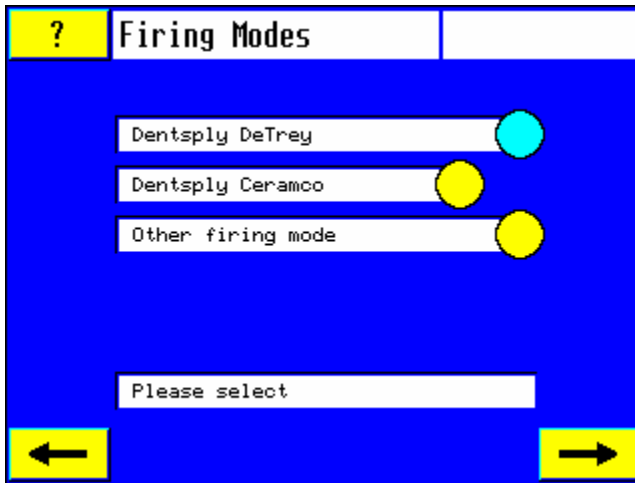 ?
Firing Modes
Dentsply DeTrey
Dentsply Ceramco
Other firing mode
Please select